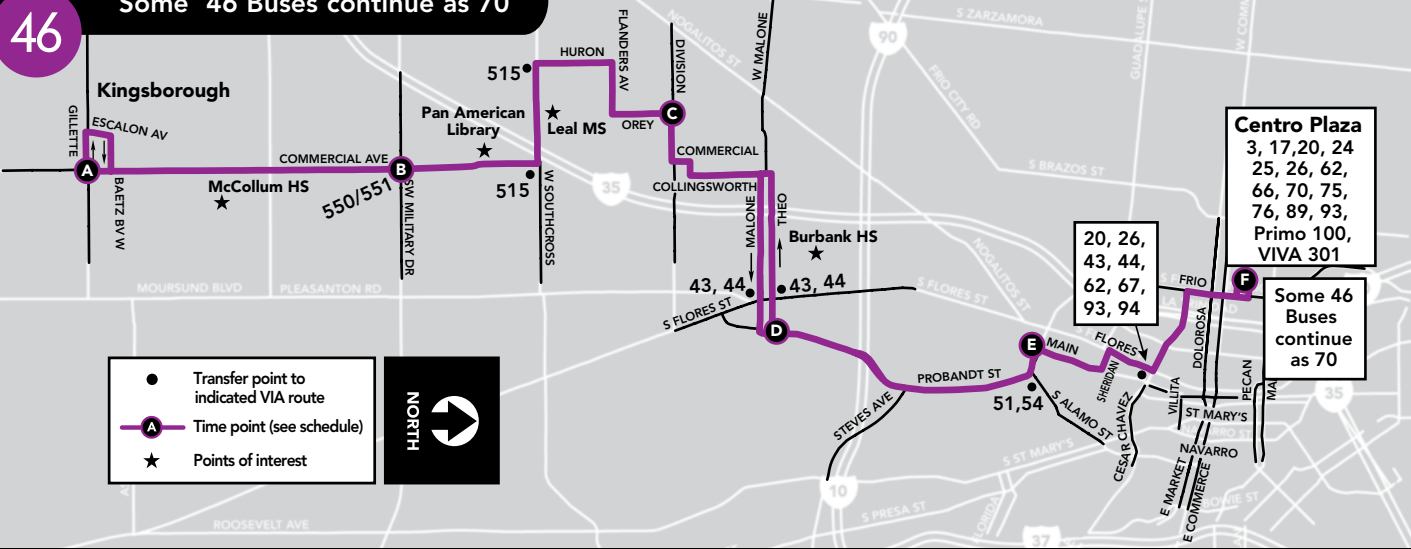 46
Some 46 Buses continue as 70
Kingsborough
GILLETTE
ESCALON AV
A
BAETZ BV W
COMMERCIAL AVE
McCollum HS
B
550/551
SW MILITARY DR
Pan American
Library
515
515
W SOUTHCROSS
HURON
FLANDERS AV
Leal MS
OREY
DIVISION
C
COMMERCIAL
COLLINGSWORTH
W MALONE
MALONE
THEO
Burbank HS
43, 44
43, 44
S FLORES ST
D
MOURSUND BLVD
PLEASANTON RD
35
NOGALITOS ST
90
FRIO CITY RD
S ZARZAMORA
GUADALUPE S
W COMM
S BRAZOS ST
NOGALITOS ST
S FLORES ST
STEVES AVE
PROBANDT ST
E
MAIN
51,54
S ALAMO ST
SHERIDAN
FLORES
20, 26,
43, 44,
62, 67,
93, 94
CESAR CHAVEZ
VILLITA
FRIO
DOLOROSA
F
Centro Plaza
3, 17,20, 24
25, 26, 62,
66, 70, 75,
76, 89, 93,
Primo 100,
VIVA 301
Some 46
Buses
continue
as 70
PECAN
MA
35
ST MARY'S
NAVARRO
E MARKET
E COMMERCE
BOWIE ST
S ST MARY'S
S PRESA ST
FLORIDA
10
37
ROOSEVELT AVE
Transfer point to
indicated VIA route
A
Time point (see schedule)
Points of interest
NORTH